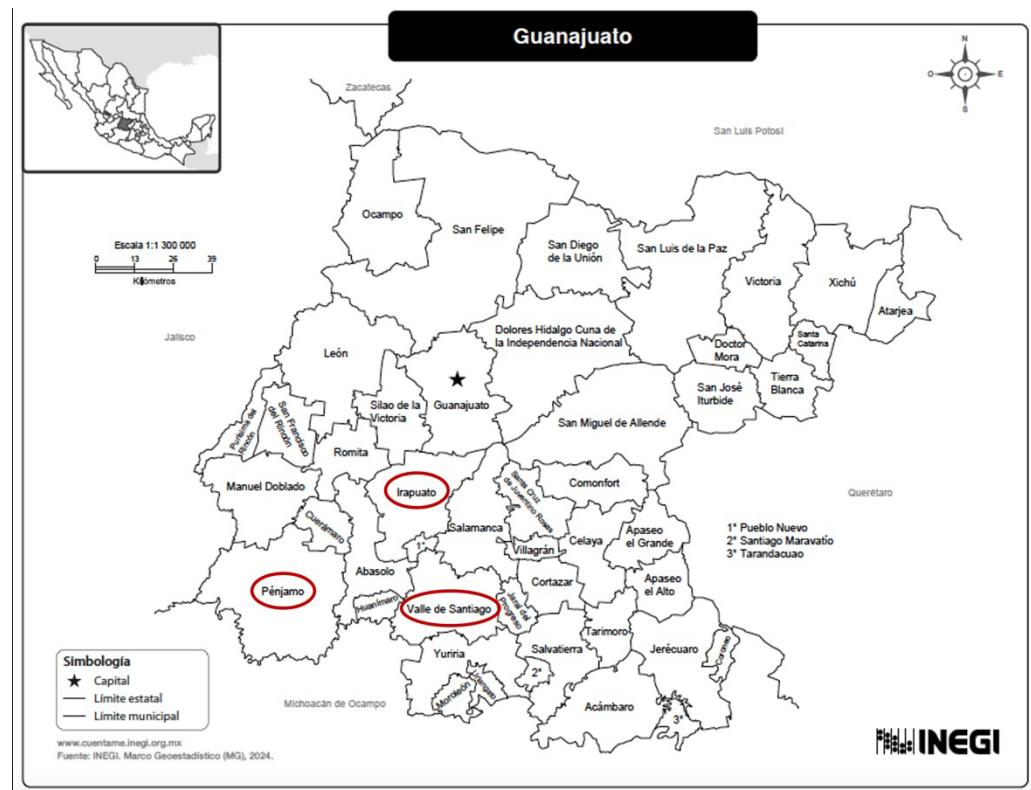 Guanajuato
N
O
E
S
Zacatecas
San Luis Potosí
Ocampo
San Felipe
San Diego
de la Unión
San Luis de la Paz
Escala 1:1 300 000
0 13 26 39
Kilómetros
Victoria
Xichú
Atarjea
Jalisco
León
Dolores Hidalgo Cuna de
la Independencia Nacional
Doctor
Mora
Santa
Catarina
Tierra
Blanca
San José
Iturbide
Purísima del
Rincón
San Francisco
del Rincón
Silao de la
Victoria
Guanajuato
San Miguel de Allende
Romita
Manuel Doblado
Irapuato
Santa Cruz
de Juventino Rosas
Comonfort
Querétaro
Cuerámaro
Salamanca
1ª
Villagrán
Celaya
Apaseo
el Grande
1ª Pueblo Nuevo
2ª Santiago Maravatío
3ª Tarandacuao
Pénjamo
Abasolo
Huanímaro
Valle de Santiago
Jaral del
Progreso
Cortazar
Apaseo
el Alto
Yuriria
Salvatierra
Tarimoro
Jerécuaro
Coroneo
2ª
Moroleón
Uriangato
Acámbaro
3ª
Michoacán de Ocampo
Simbología
Capital
Límite estatal
Límite municipal
www.cuentame.inegi.org.mx
Fuente: INEGI. Marco Geoestadístico (MG), 2024.
INEGI